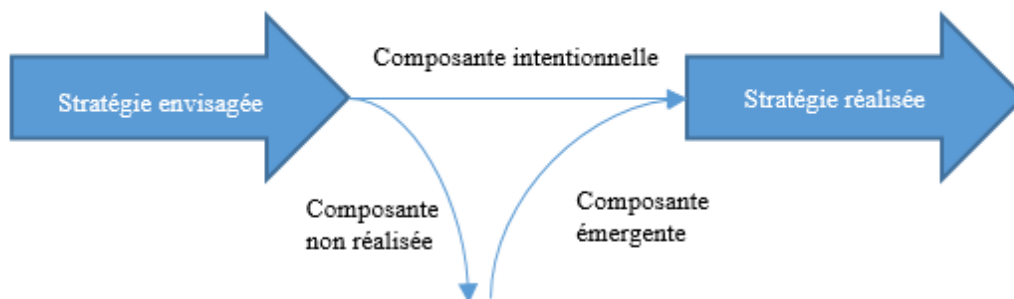 Composante intentionnelle
Stratégie envisagée
Stratégie réalisée
Composante
non réalisée
Composante
émergente